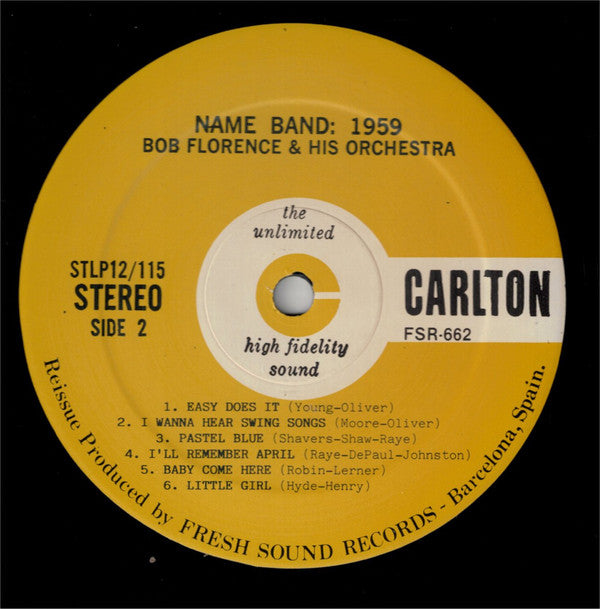 NAME BAND: 1959
BOB FLORENCE & HIS ORCHESTRA
the
unlimited
STLP12/115
STEREO
SIDE 2
CARLTON
FSR-662
high fidelity
sound
1. EASY DOES IT (Young-Oliver)
2. I WANNA HEAR SWING SONGS (Moore-Oliver)
3. PASTEL BLUE (Shavers-Shaw-Raye)
4. I'LL REMEMBER APRIL (Raye-DePaul-Johnston)
5. BABY COME HERE (Robin-Lerner)
6. LITTLE GIRL (Hyde-Henry)
Reissue Produced by FRESH SOUND RECORDS - Barcelona, Spain.